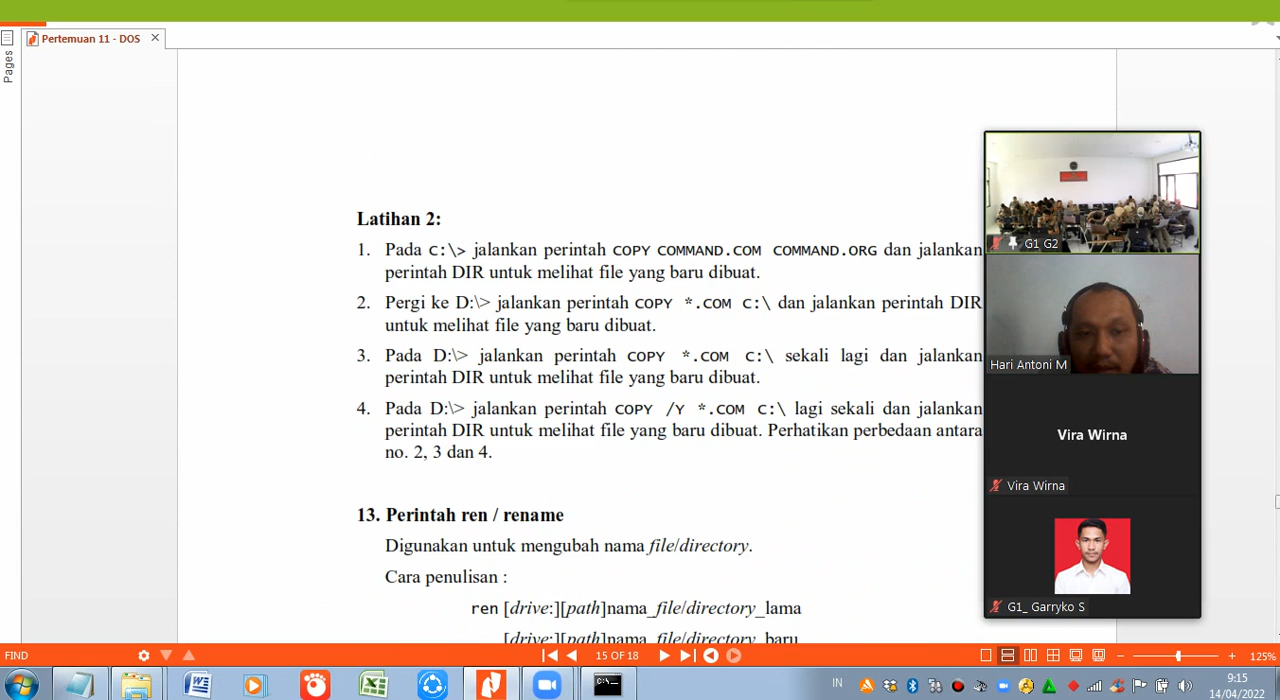 Pertemuan 11 - DOS
Pages
Latihan 2:
1. Pada C:\> jalankan perintah COPY COMMAND.COM COMMAND.ORG dan jalankan
perintah DIR untuk melihat file yang baru dibuat.
2. Pergi ke D:\> jalankan perintah COPY *.COM C:\ dan jalankan perintah DIR
untuk melihat file yang baru dibuat.
3. Pada D:\> jalankan perintah COPY *.COM C:\ sekali lagi dan jalankan
perintah DIR untuk melihat file yang baru dibuat.
4. Pada D:\> jalankan perintah COPY /Y *.COM C:\ lagi sekali dan jalankan
perintah DIR untuk melihat file yang baru dibuat. Perhatikan perbedaan antara
no. 2, 3 dan 4.
13. Perintah ren / rename
Digunakan untuk mengubah nama file/directory.
Cara penulisan :
ren [drive:][path]nama_file/directory_lama
[drive:][path]nama_file/directory_baru
G1 G2
Hari Antoni M
Vira Wirna
Vira Wirna
G1_ Garryko S
FIND
15 OF 18
125%
IN
9:15
14/04/2022